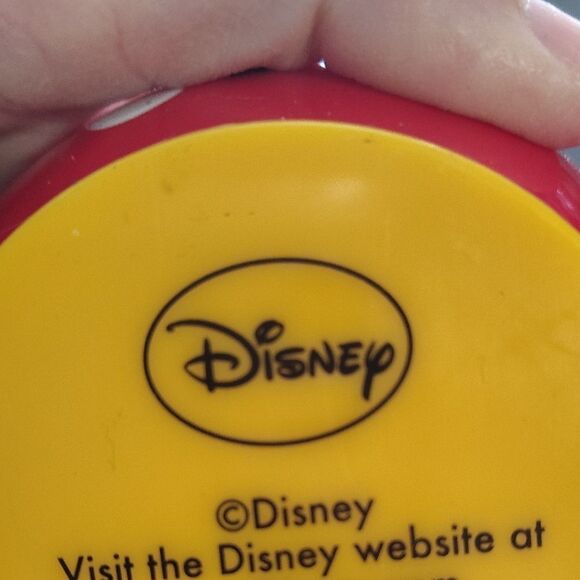 Disney
©Disney
Visit the Disney website at